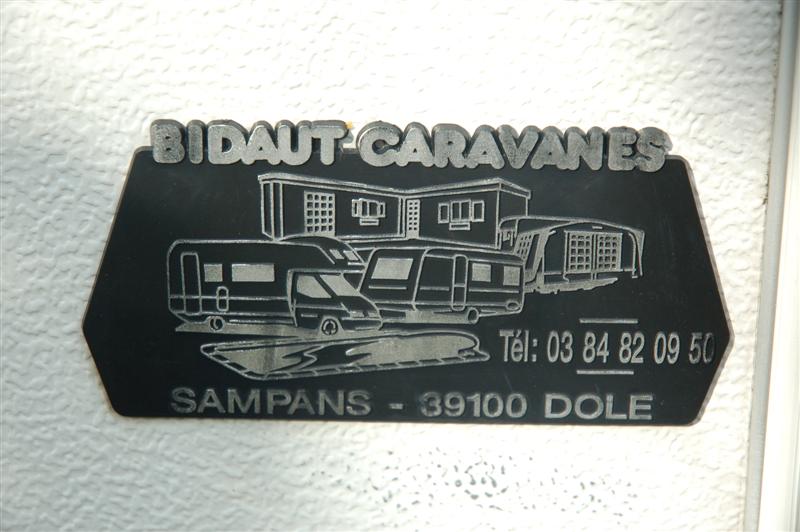 BIDAUT CARAVANES
Tél: 03 84 82 09 50
SAMPANS - 39100 DOLE